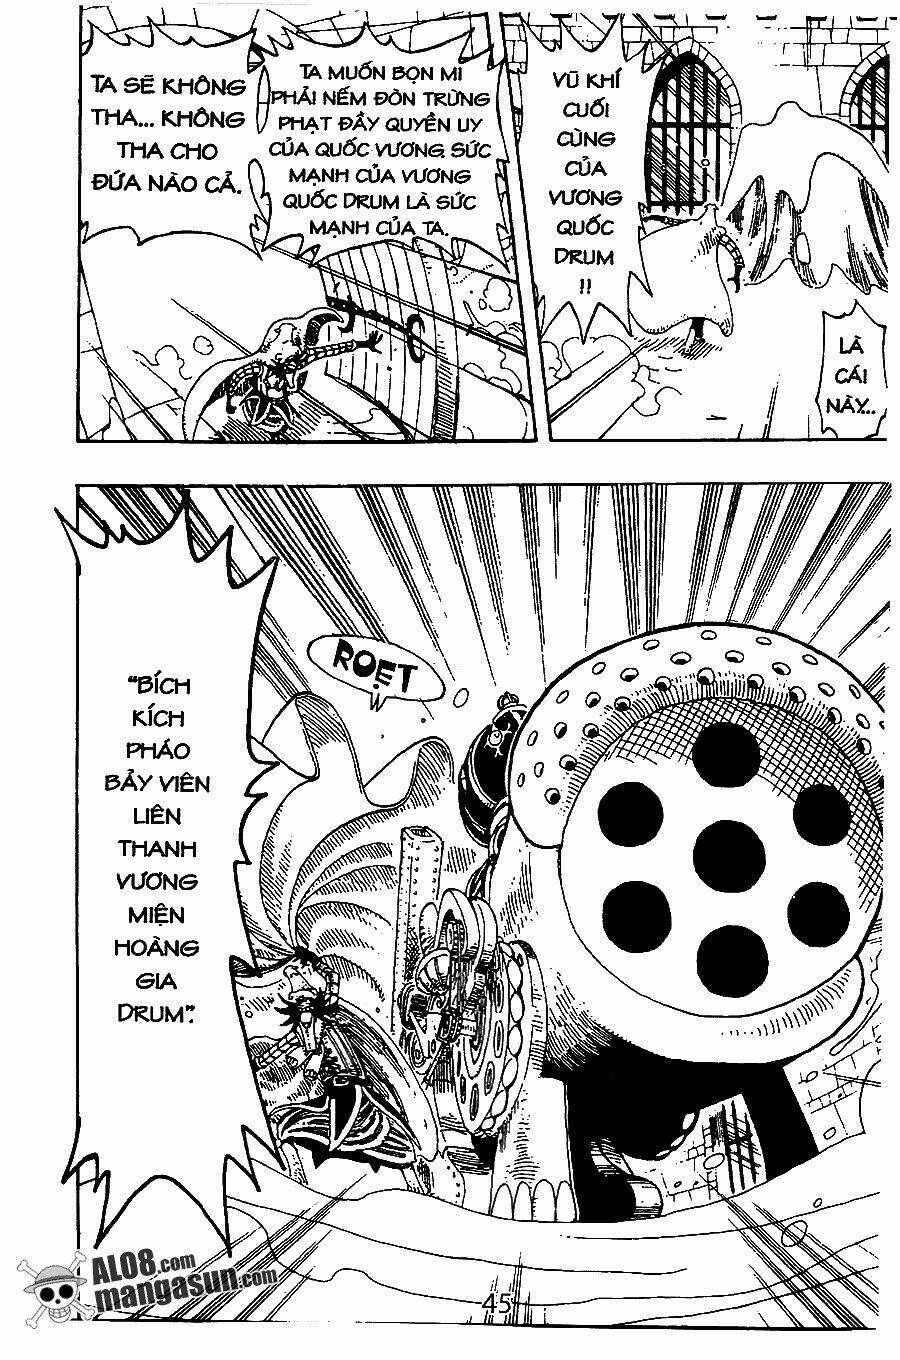 VŨ KHÍ
CUỐI
CÙNG
CỦA
VƯƠNG
QUỐC
DRUM
!!
LÀ
CÁI
NÀY...
TA MUỐN BỌN MI
PHẢI NẾM ĐÒN TRỪNG
PHẠT ĐẦY QUYỀN UY
CỦA QUỐC VƯƠNG. SỨC
MẠNH CỦA VƯƠNG
QUỐC DRUM LÀ SỨC
MẠNH CỦA TA.
TA SẼ KHÔNG
THA... KHÔNG
THA CHO
ĐỨA NÀO CẢ.
ROẸT
"BÍCH
KÍCH
PHÁO
BẢY VIÊN
LIÊN
THANH
VƯƠNG
MIỆN
HOÀNG
GIA
DRUM".
ALO8.com
mangasun.com
45